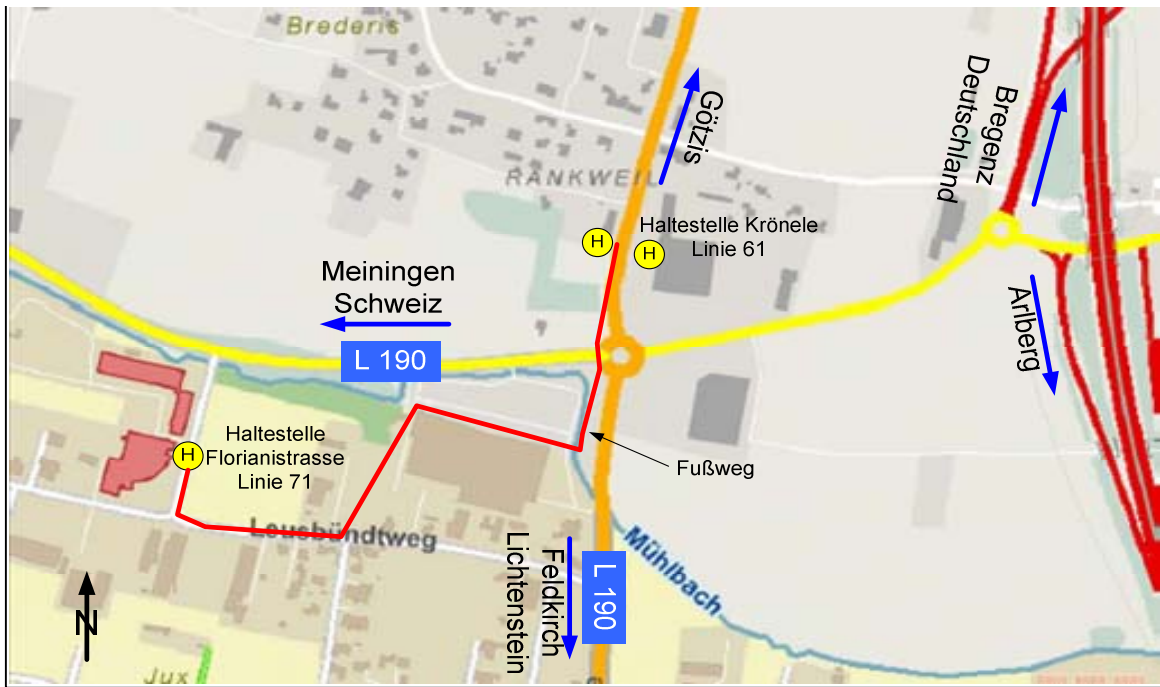 Brederis
Götzis
Bregenz
Deutschland
RANKWEIL
Haltestelle Krönele
Linie 61
H
H
Meiningen
Schweiz
L 190
Arlberg
Haltestelle
Florianistrasse
Linie 71
H
Fußweg
Leusbündtweg
Mühlbach
Feldkirch
Lichtenstein
L 190
N
Jux